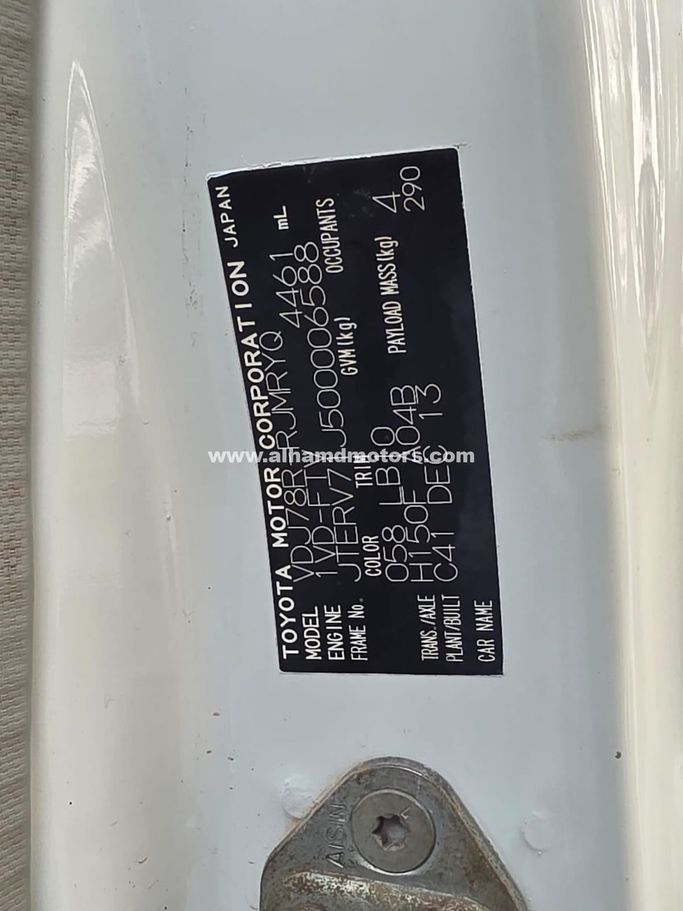 TOYOTA MOTOR CORPORATION JAPAN
MODEL VDJ78R-RJMRYQ
ENGINE 1VD-FTV 4461 mL
FRAME No. JTERV71J500006588
COLOR TRIM GVM(kg) OCCUPANTS
058 LB10 4
TRANS./AXLE H150F A04B PAYLOAD MASS(kg) 290
PLANT/BUILT C41 DEC 13
CAR NAME
www.alhamdmotors.com
AISIN